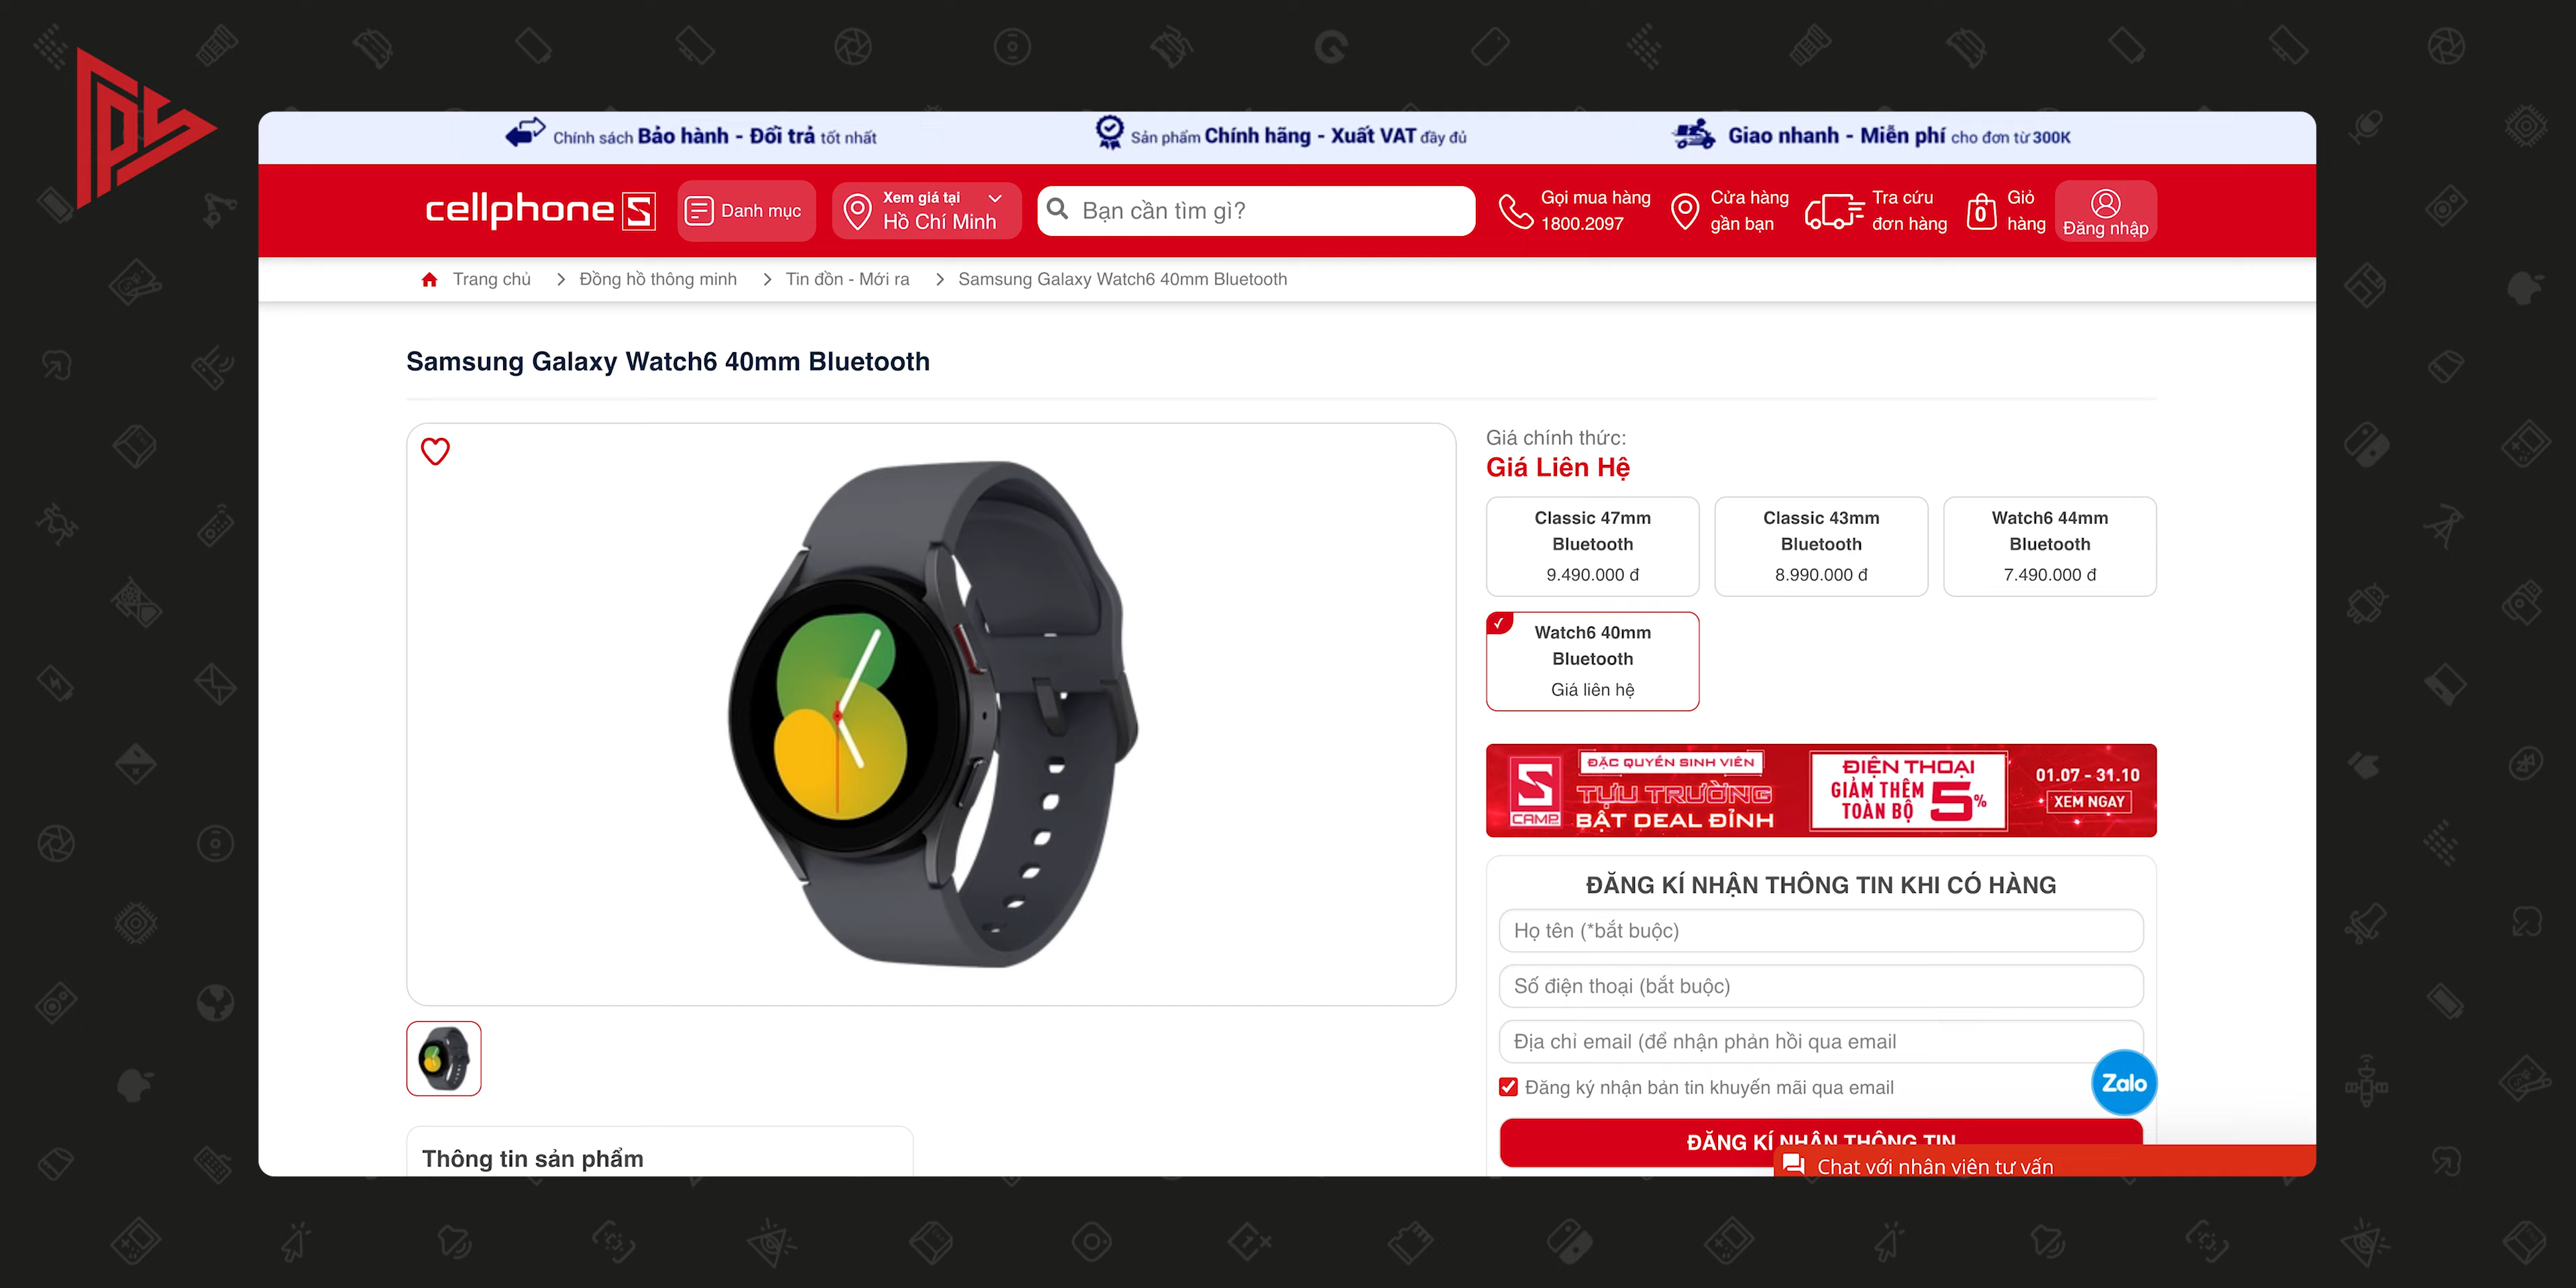 Chính sách Bảo hành - Đổi trả tốt nhất
Sản phẩm Chính hãng - Xuất VAT đầy đủ
Giao nhanh - Miễn phí cho đơn từ 300K
cellphoneS
Danh mục
Xem giá tại
Hồ Chí Minh
Bạn cần tìm gì?
Gọi mua hàng
1800.2097
Cửa hàng
gần bạn
Tra cứu
đơn hàng
0
Giỏ
hàng
Đăng nhập
Trang chủ
Đồng hồ thông minh
Tin đồn - Mới ra
Samsung Galaxy Watch6 40mm Bluetooth
Samsung Galaxy Watch6 40mm Bluetooth
Giá chính thức:
Giá Liên Hệ
Classic 47mm
Bluetooth
9.490.000 đ
Classic 43mm
Bluetooth
8.990.000 đ
Watch6 44mm
Bluetooth
7.490.000 đ
Watch6 40mm
Bluetooth
Giá liên hệ
S
CAMP
ĐẶC QUYỀN SINH VIÊN
TỰU TRƯỜNG
BẬT DEAL ĐỈNH
ĐIỆN THOẠI
GIẢM THÊM
TOÀN BỘ
5%
01.07 - 31.10
XEM NGAY
ĐĂNG KÍ NHẬN THÔNG TIN KHI CÓ HÀNG
Họ tên (*bắt buộc)
Số điện thoại (bắt buộc)
Địa chỉ email (để nhận phản hồi qua email
Đăng ký nhận bản tin khuyến mãi qua email
Zalo
ĐĂNG KÍ NHẬN THÔNG TIN
Chat với nhân viên tư vấn
Thông tin sản phẩm